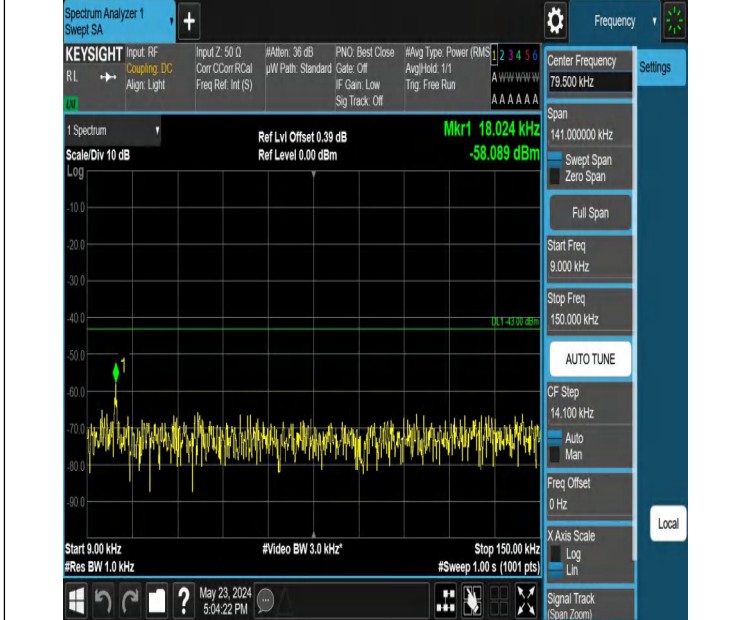 Spectrum Analyzer 1
Swept SA
+
Frequency
KEYSIGHT Input: RF Input Z: 50 Ω #Atten: 36 dB PNO: Best Close #Avg Type: Power (RMS 1 2 3 4 5 6
RL Coupling: DC Corr CCorr RCal µW Path: Standard Gate: Off Avg|Hold: 1/1 A W W W W W
Align: Light Freq Ref: Int (S) IF Gain: Low Trig: Free Run
LXI Sig Track: Off A A A A A A
1 Spectrum
Ref Lvl Offset 0.39 dB Mkr1 18.024 kHz
Scale/Div 10 dB Ref Level 0.00 dBm -58.089 dBm
Log
-10.0
-20.0
-30.0
-40.0
DL1 -43.00 dBm
-50.0
1
-60.0
-70.0
-80.0
-90.0
Start 9.00 kHz #Video BW 3.0 kHz* Stop 150.00 kHz
#Res BW 1.0 kHz #Sweep 1.00 s (1001 pts)
?
May 23, 2024
5:04:22 PM
Center Frequency
79.500 kHz
Settings
Span
141.000000 kHz
Swept Span
Zero Span
Full Span
Start Freq
9.000 kHz
Stop Freq
150.000 kHz
AUTO TUNE
CF Step
14.100 kHz
Auto
Man
Freq Offset
0 Hz
Local
X Axis Scale
Log
Lin
Signal Track
(Span Zoom)